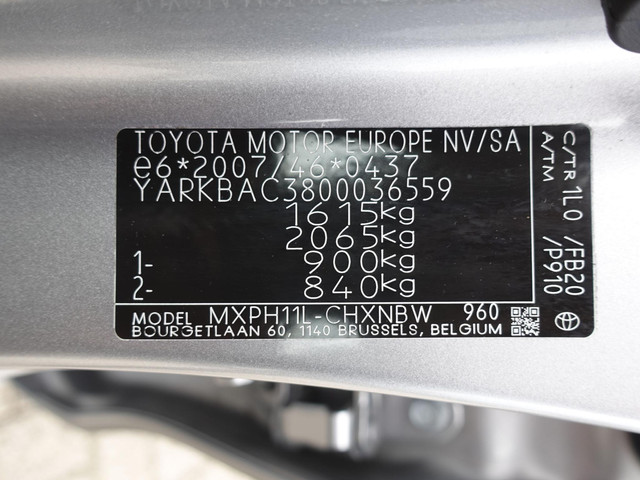 TOYOTA MOTOR EUROPE NV/SA
e6*2007/46*0437
YARKBAC3800036559
1615kg
2065kg
1- 900kg
2- 840kg
MODEL MXPH11L-CHXNBW 960
BOURGETLAAN 60, 1140 BRUSSELS, BELGIUM
C/TR 1L0 /FB20
A/TM /P910